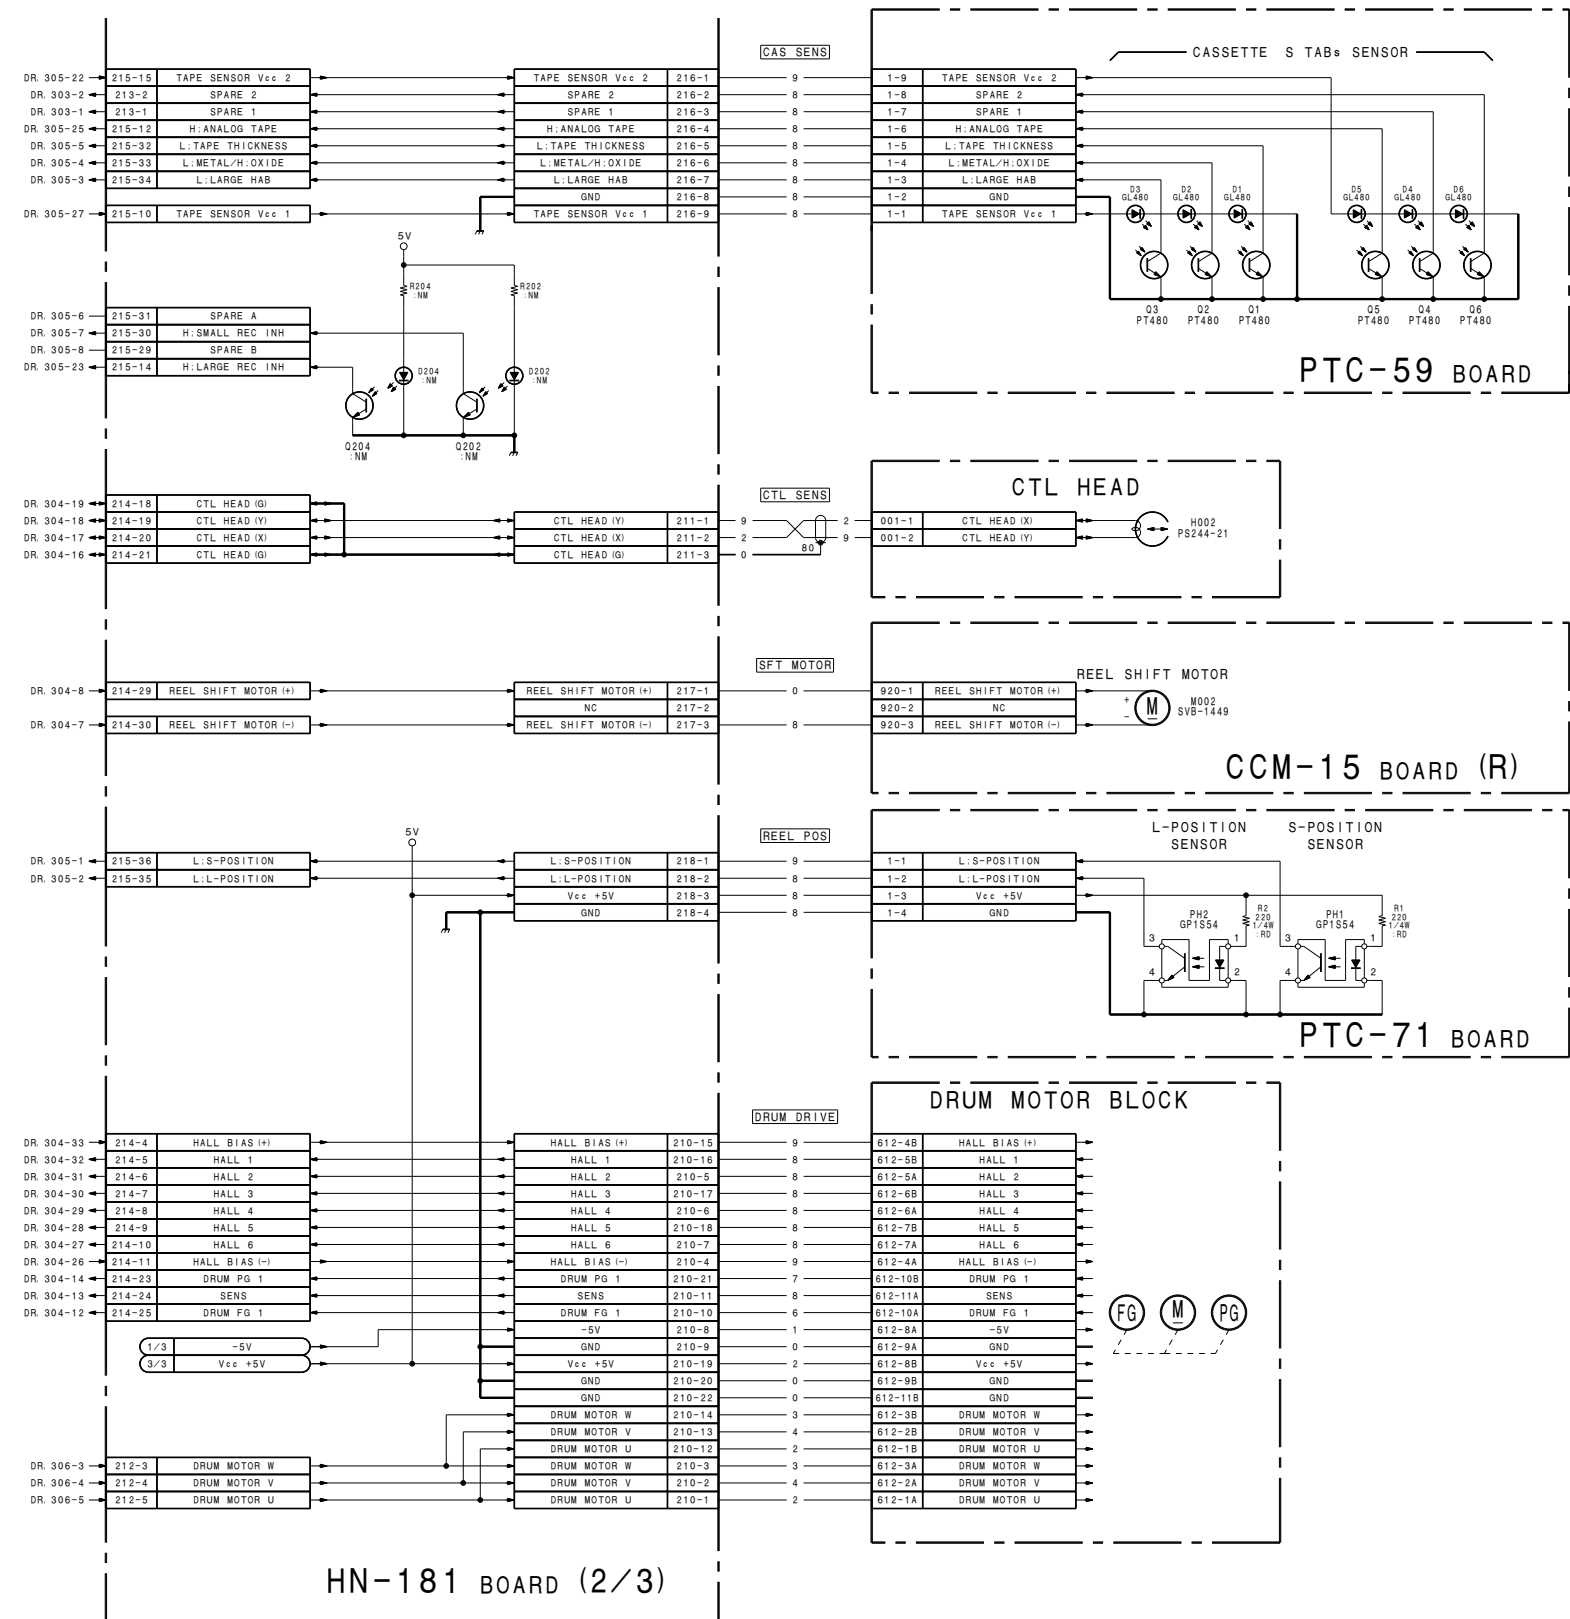 CAS SENS
CASSETTE S TABs SENSOR
DR. 305-22 215-15 TAPE SENSOR Vcc 2 TAPE SENSOR Vcc 2 216-1 9 1-9 TAPE SENSOR Vcc 2
DR. 303-2 213-2 SPARE 2 SPARE 2 216-2 8 1-8 SPARE 2
DR. 303-1 213-1 SPARE 1 SPARE 1 216-3 8 1-7 SPARE 1
DR. 305-25 215-12 H:ANALOG TAPE H:ANALOG TAPE 216-4 8 1-6 H:ANALOG TAPE
DR. 305-5 215-32 L:TAPE THICKNESS L:TAPE THICKNESS 216-5 8 1-5 L:TAPE THICKNESS
DR. 305-4 215-33 L:METAL/H:OXIDE L:METAL/H:OXIDE 216-6 8 1-4 L:METAL/H:OXIDE
DR. 305-3 215-34 L:LARGE HAB L:LARGE HAB 216-7 8 1-3 L:LARGE HAB
GND 216-8 8 1-2 GND
DR. 305-27 215-10 TAPE SENSOR Vcc 1 TAPE SENSOR Vcc 1 216-9 8 1-1 TAPE SENSOR Vcc 1
D3 D2 D1 D5 D4 D6
GL480 GL480 GL480 GL480 GL480 GL480
5V
R204 R202
:NM :NM
Q3 Q2 Q1 Q5 Q4 Q6
PT480 PT480 PT480 PT480 PT480 PT480
DR. 305-6 215-31 SPARE A
DR. 305-7 215-30 H:SMALL REC INH
DR. 305-8 215-29 SPARE B
DR. 305-23 215-14 H:LARGE REC INH
D204 D202
:NM :NM
PTC-59 BOARD
Q204 Q202
:NM :NM
CTL HEAD
CTL SENS
DR. 304-19 214-18 CTL HEAD (G)
DR. 304-18 214-19 CTL HEAD (Y) CTL HEAD (Y) 211-1 9 2 001-1 CTL HEAD (X)
DR. 304-17 214-20 CTL HEAD (X) CTL HEAD (X) 211-2 2 9 001-2 CTL HEAD (Y)
DR. 304-16 214-21 CTL HEAD (G) CTL HEAD (G) 211-3 0 80
H002
PS244-21
SFT MOTOR
REEL SHIFT MOTOR
DR. 304-8 214-29 REEL SHIFT MOTOR (+) REEL SHIFT MOTOR (+) 217-1 0 920-1 REEL SHIFT MOTOR (+)
NC 217-2 920-2 NC
DR. 304-7 214-30 REEL SHIFT MOTOR (-) REEL SHIFT MOTOR (-) 217-3 8 920-3 REEL SHIFT MOTOR (-)
+ M M002
- SVB-1449
CCM-15 BOARD (R)
REEL POS
L-POSITION S-POSITION
SENSOR SENSOR
5V
DR. 305-1 215-36 L:S-POSITION L:S-POSITION 218-1 9 1-1 L:S-POSITION
DR. 305-2 215-35 L:L-POSITION L:L-POSITION 218-2 8 1-2 L:L-POSITION
Vcc +5V 218-3 8 1-3 Vcc +5V
GND 218-4 8 1-4 GND
PH2 R2 PH1 R1
GP1S54 220 GP1S54 220
1/4W 1/4W
:RD :RD
3 1 3 1
4 2 4 2
PTC-71 BOARD
DRUM MOTOR BLOCK
DRUM DRIVE
DR. 304-33 214-4 HALL BIAS (+) HALL BIAS (+) 210-15 9 612-4B HALL BIAS (+)
DR. 304-32 214-5 HALL 1 HALL 1 210-16 8 612-5B HALL 1
DR. 304-31 214-6 HALL 2 HALL 2 210-5 8 612-5A HALL 2
DR. 304-30 214-7 HALL 3 HALL 3 210-17 8 612-6B HALL 3
DR. 304-29 214-8 HALL 4 HALL 4 210-6 8 612-6A HALL 4
DR. 304-28 214-9 HALL 5 HALL 5 210-18 8 612-7B HALL 5
DR. 304-27 214-10 HALL 6 HALL 6 210-7 8 612-7A HALL 6
DR. 304-26 214-11 HALL BIAS (-) HALL BIAS (-) 210-4 9 612-4A HALL BIAS (-)
DR. 304-14 214-23 DRUM PG 1 DRUM PG 1 210-21 7 612-10B DRUM PG 1
DR. 304-13 214-24 SENS SENS 210-11 8 612-11A SENS
DR. 304-12 214-25 DRUM FG 1 DRUM FG 1 210-10 6 612-10A DRUM FG 1
FG M PG
-5V 210-8 1 612-8A -5V
1/3 -5V GND 210-9 0 612-9A GND
3/3 Vcc +5V Vcc +5V 210-19 2 612-8B Vcc +5V
GND 210-20 0 612-9B GND
GND 210-22 0 612-11B GND
DRUM MOTOR W 210-14 3 612-3B DRUM MOTOR W
DRUM MOTOR V 210-13 4 612-2B DRUM MOTOR V
DRUM MOTOR U 210-12 2 612-1B DRUM MOTOR U
DR. 306-3 212-3 DRUM MOTOR W DRUM MOTOR W 210-3 3 612-3A DRUM MOTOR W
DR. 306-4 212-4 DRUM MOTOR V DRUM MOTOR V 210-2 4 612-2A DRUM MOTOR V
DR. 306-5 212-5 DRUM MOTOR U DRUM MOTOR U 210-1 2 612-1A DRUM MOTOR U
HN-181 BOARD (2/3)